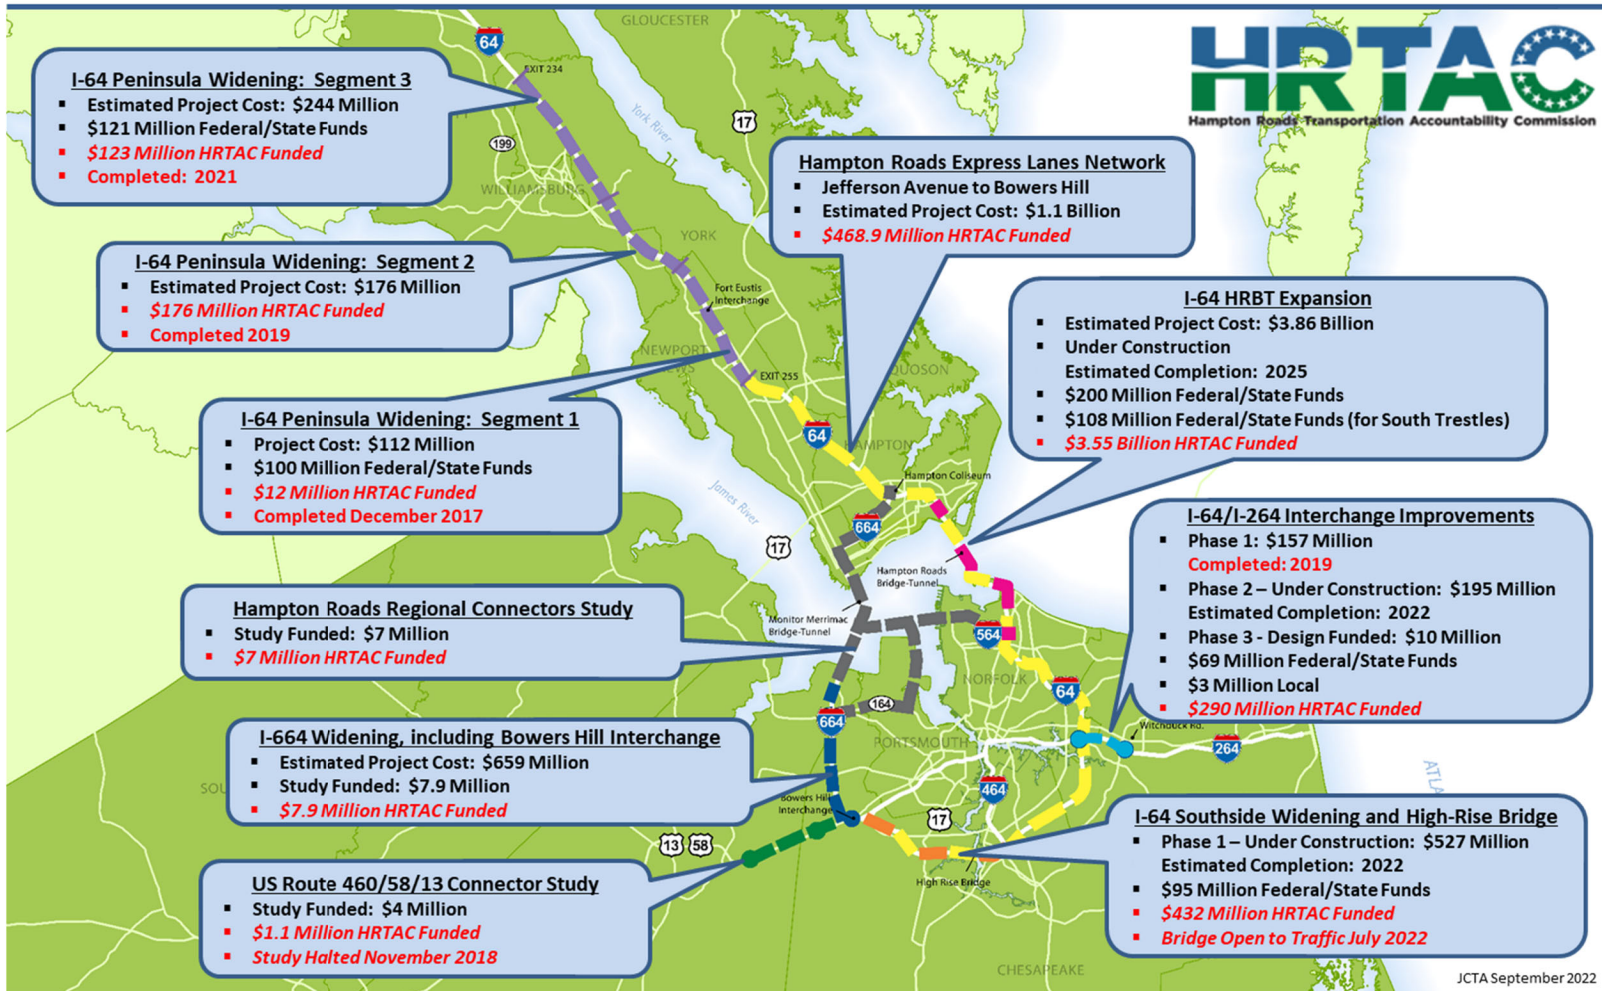 HRTAC
Hampton Roads Transportation Accountability Commission
I-64 Peninsula Widening: Segment 3
▪ Estimated Project Cost: $244 Million
▪ $121 Million Federal/State Funds
▪ $123 Million HRTAC Funded
▪ Completed: 2021
I-64 Peninsula Widening: Segment 2
▪ Estimated Project Cost: $176 Million
▪ $176 Million HRTAC Funded
▪ Completed 2019
I-64 Peninsula Widening: Segment 1
▪ Project Cost: $112 Million
▪ $100 Million Federal/State Funds
▪ $12 Million HRTAC Funded
▪ Completed December 2017
Hampton Roads Regional Connectors Study
▪ Study Funded: $7 Million
▪ $7 Million HRTAC Funded
I-664 Widening, including Bowers Hill Interchange
▪ Estimated Project Cost: $659 Million
▪ Study Funded: $7.9 Million
▪ $7.9 Million HRTAC Funded
US Route 460/58/13 Connector Study
▪ Study Funded: $4 Million
▪ $1.1 Million HRTAC Funded
▪ Study Halted November 2018
Hampton Roads Express Lanes Network
▪ Jefferson Avenue to Bowers Hill
▪ Estimated Project Cost: $1.1 Billion
▪ $468.9 Million HRTAC Funded
I-64 HRBT Expansion
▪ Estimated Project Cost: $3.86 Billion
▪ Under Construction
Estimated Completion: 2025
▪ $200 Million Federal/State Funds
▪ $108 Million Federal/State Funds (for South Trestles)
▪ $3.55 Billion HRTAC Funded
I-64/I-264 Interchange Improvements
▪ Phase 1: $157 Million
Completed: 2019
▪ Phase 2 – Under Construction: $195 Million
Estimated Completion: 2022
▪ Phase 3 - Design Funded: $10 Million
▪ $69 Million Federal/State Funds
▪ $3 Million Local
▪ $290 Million HRTAC Funded
I-64 Southside Widening and High-Rise Bridge
▪ Phase 1 – Under Construction: $527 Million
Estimated Completion: 2022
▪ $95 Million Federal/State Funds
▪ $432 Million HRTAC Funded
▪ Bridge Open to Traffic July 2022
GLOUCESTER
64
EXIT 234
York River
17
199
WILLIAMSBURG
YORK
Fort Eustis
Interchange
NEWPORT
EXIT 255
QUOSON
64
HAMPTON
Hampton Coliseum
James River
664
17
Hampton Roads
Bridge-Tunnel
Monitor Merrimac
Bridge-Tunnel
564
NORFOLK
64
164
664
PORTSMOUTH
Witchduck Rd.
264
464
Bowers Hill
Interchange
17
13
58
High Rise Bridge
CHESAPEAKE
JCTA September 2022